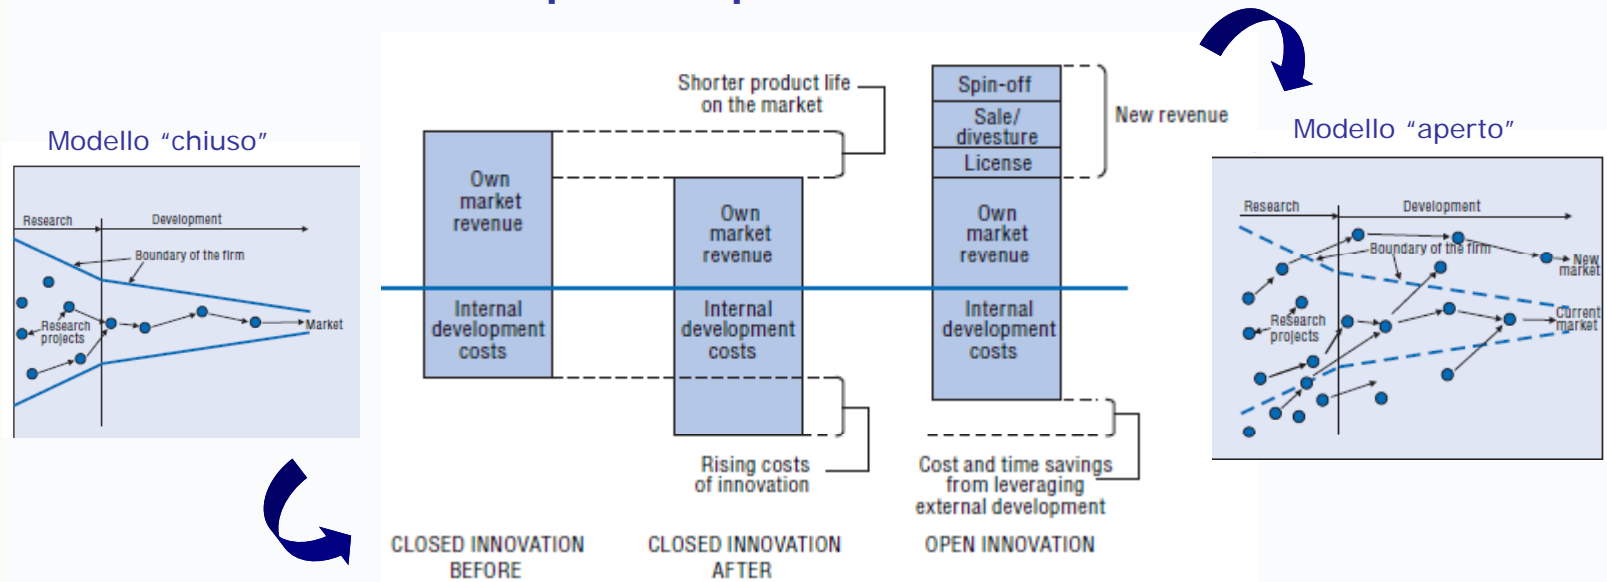 Modello “chiuso”
Research
Development
Boundary of the firm
Research
projects
Market
Shorter product life
on the market
Own
market
revenue
Internal
development
costs
Own
market
revenue
Internal
development
costs
Rising costs
of innovation
Spin-off
Sale/
divesture
License
Own
market
revenue
Internal
development
costs
New revenue
Cost and time savings
from leveraging
external development
CLOSED INNOVATION
BEFORE
CLOSED INNOVATION
AFTER
OPEN INNOVATION
Modello “aperto”
Research
Development
Boundary of the firm
New
market
Research
projects
Current
market